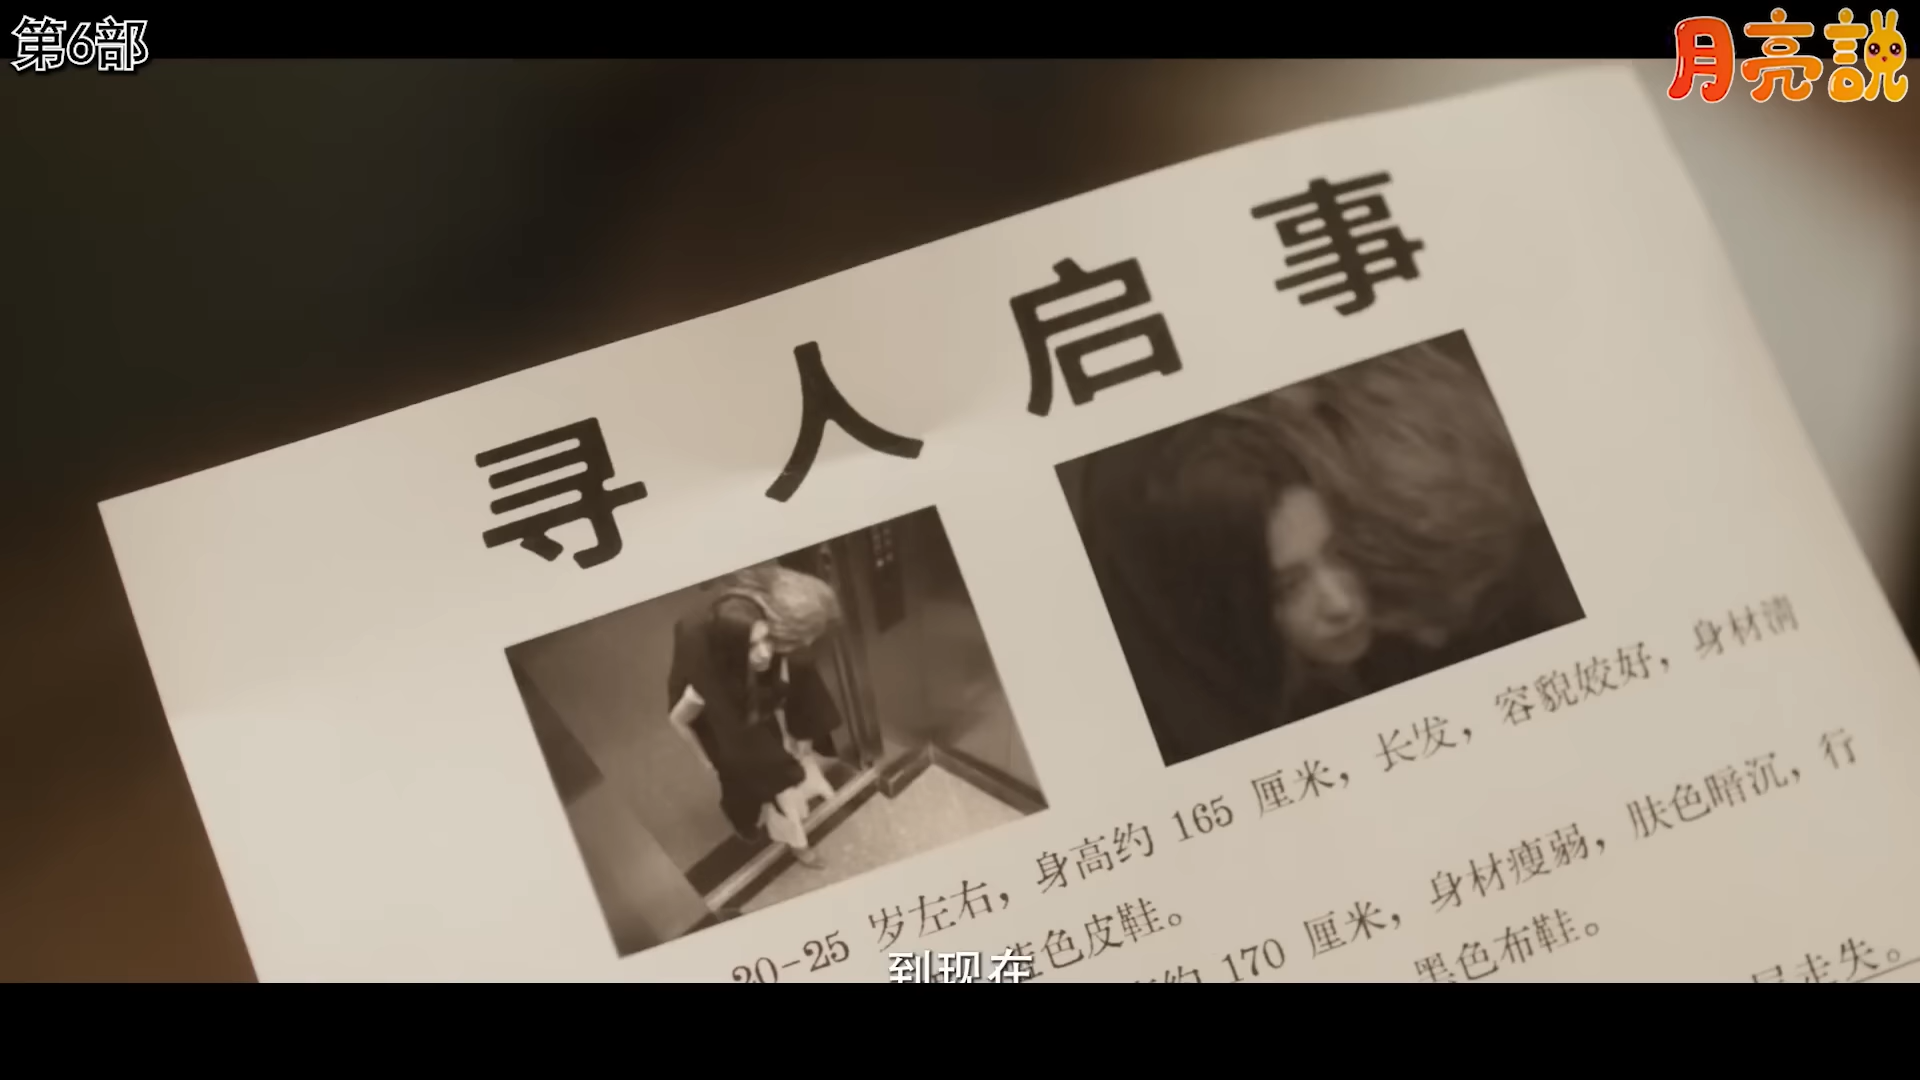 第6部
月亮説
寻人启事
20-25 岁左右，身高约 165 厘米，长发，容貌姣好，身材清
色皮鞋。
约 170 厘米，身材瘦弱，肤色暗沉，行
黑色布鞋。
走失。
到现在